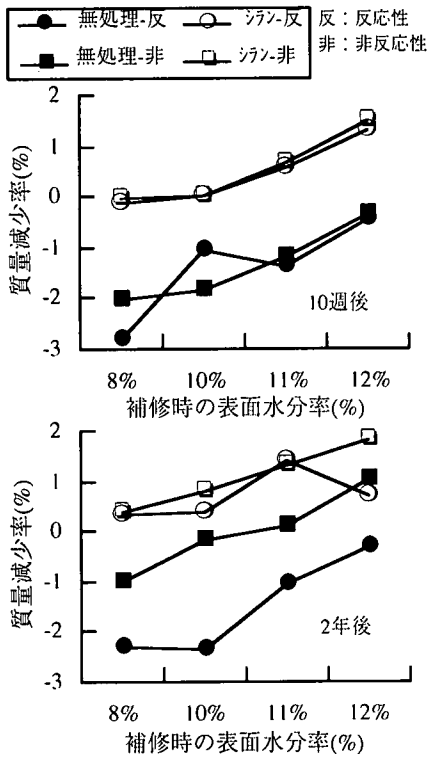 無処理-反 シラン-反 反：反応性
無処理-非 シラン-非 非：非反応性
2
1
0
-1
-2
-3
質量減少率(%)
10週後
8% 10% 11% 12%
補修時の表面水分率(%)
2
1
0
-1
-2
-3
質量減少率(%)
2年後
8% 10% 11% 12%
補修時の表面水分率(%)